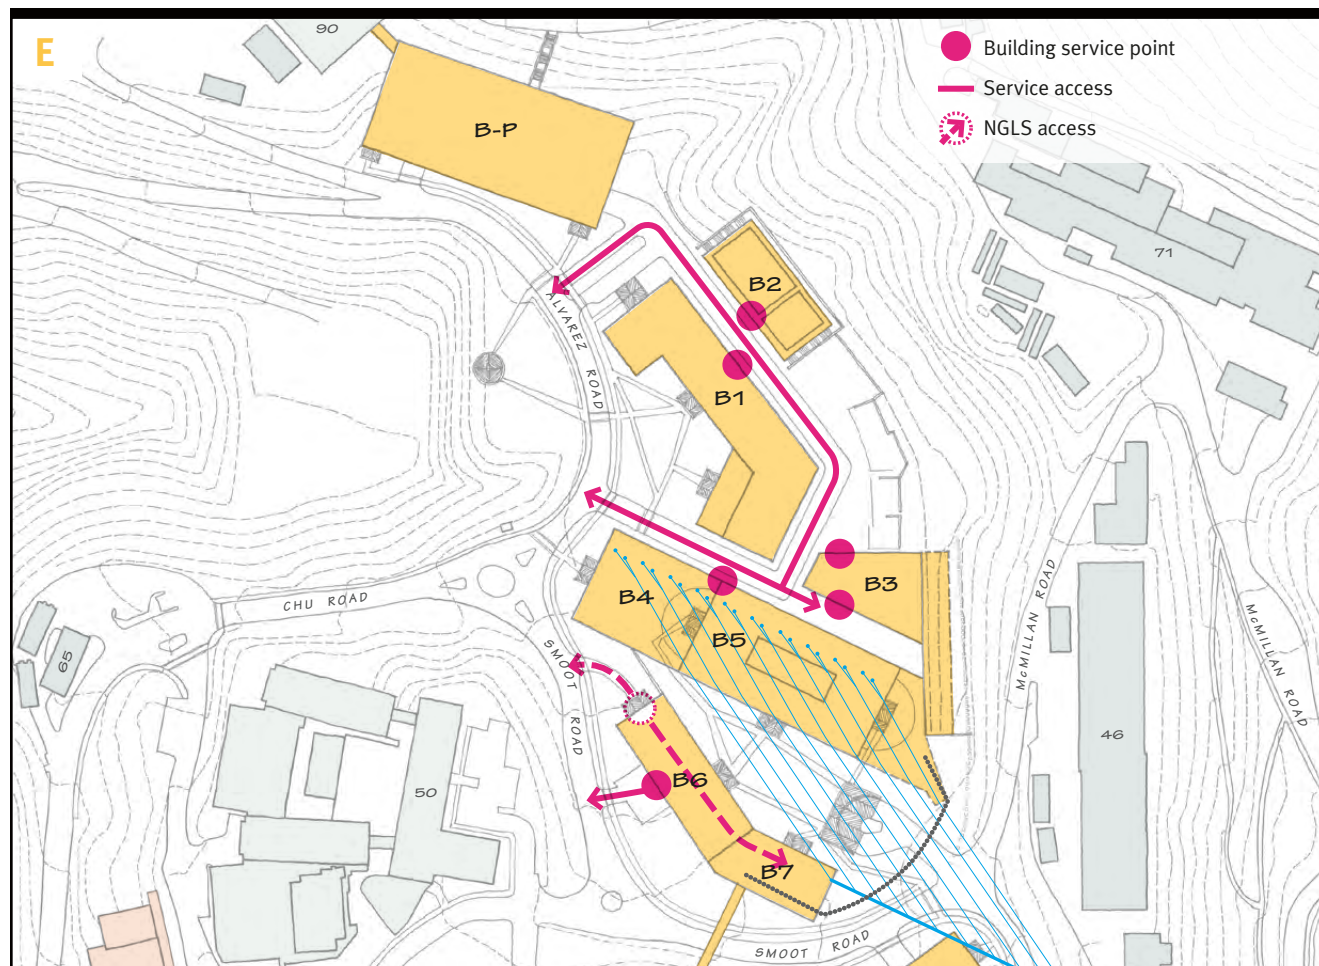 E
90
Building service point
Service access
NGLS access
B-P
71
B2
ALVAREZ ROAD
B1
B3
B4
B5
CHU ROAD
65
SMOOT ROAD
McMILLAN ROAD
McMILLAN ROAD
46
50
B6
B7
SMOOT ROAD